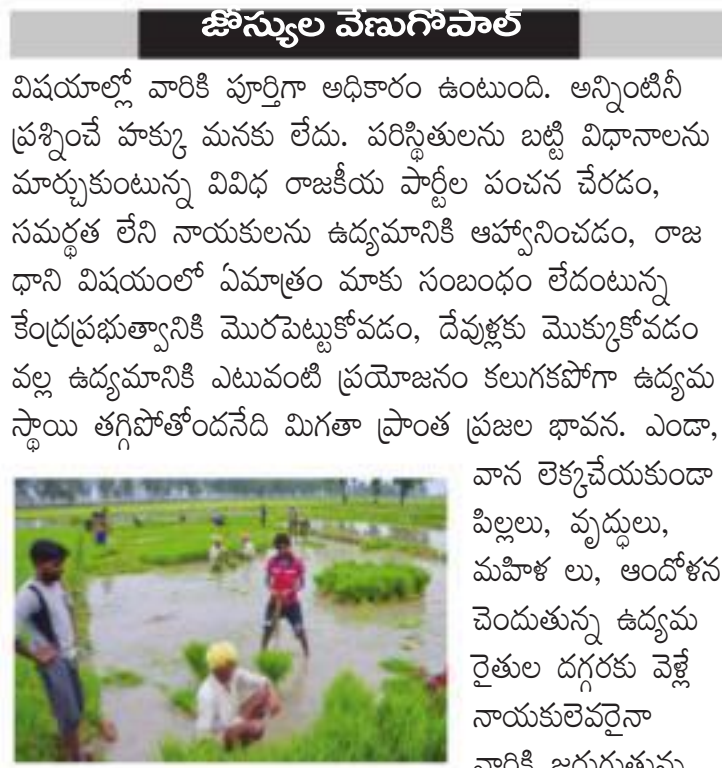 జోస్యుల వేణుగోపాల్
విషయాల్లో వారికి పూర్తిగా అధికారం ఉంటుంది. అన్నింటినీ
ప్రశ్నించే హక్కు మనకు లేదు. పరిస్థితులను బట్టి విధానాలను
మార్చుకుంటున్న వివిధ రాజకీయ పార్టీల పంచన చేరడం,
సమర్థత లేని నాయకులను ఉద్యమానికి ఆహ్వానించడం, రాజ
ధాని విషయంలో ఏమాత్రం మాకు సంబంధం లేదంటున్న
కేంద్రప్రభుత్వానికి మొరపెట్టుకోవడం, దేవుళ్లకు మొక్కుకోవడం
వల్ల ఉద్యమానికి ఎటువంటి ప్రయోజనం కలుగకపోగా ఉద్యమ
స్థాయి తగ్గిపోతోందనేది మిగతా ప్రాంత ప్రజల భావన. ఎండా,
వాన లెక్కచేయకుండా
పిల్లలు, వృద్ధులు,
మహిళ లు, ఆందోళన
చెందుతున్న ఉద్యమ
రైతుల దగ్గరకు వెళ్లే
నాయకులెవరైనా
వారికి జరుగుతున్న